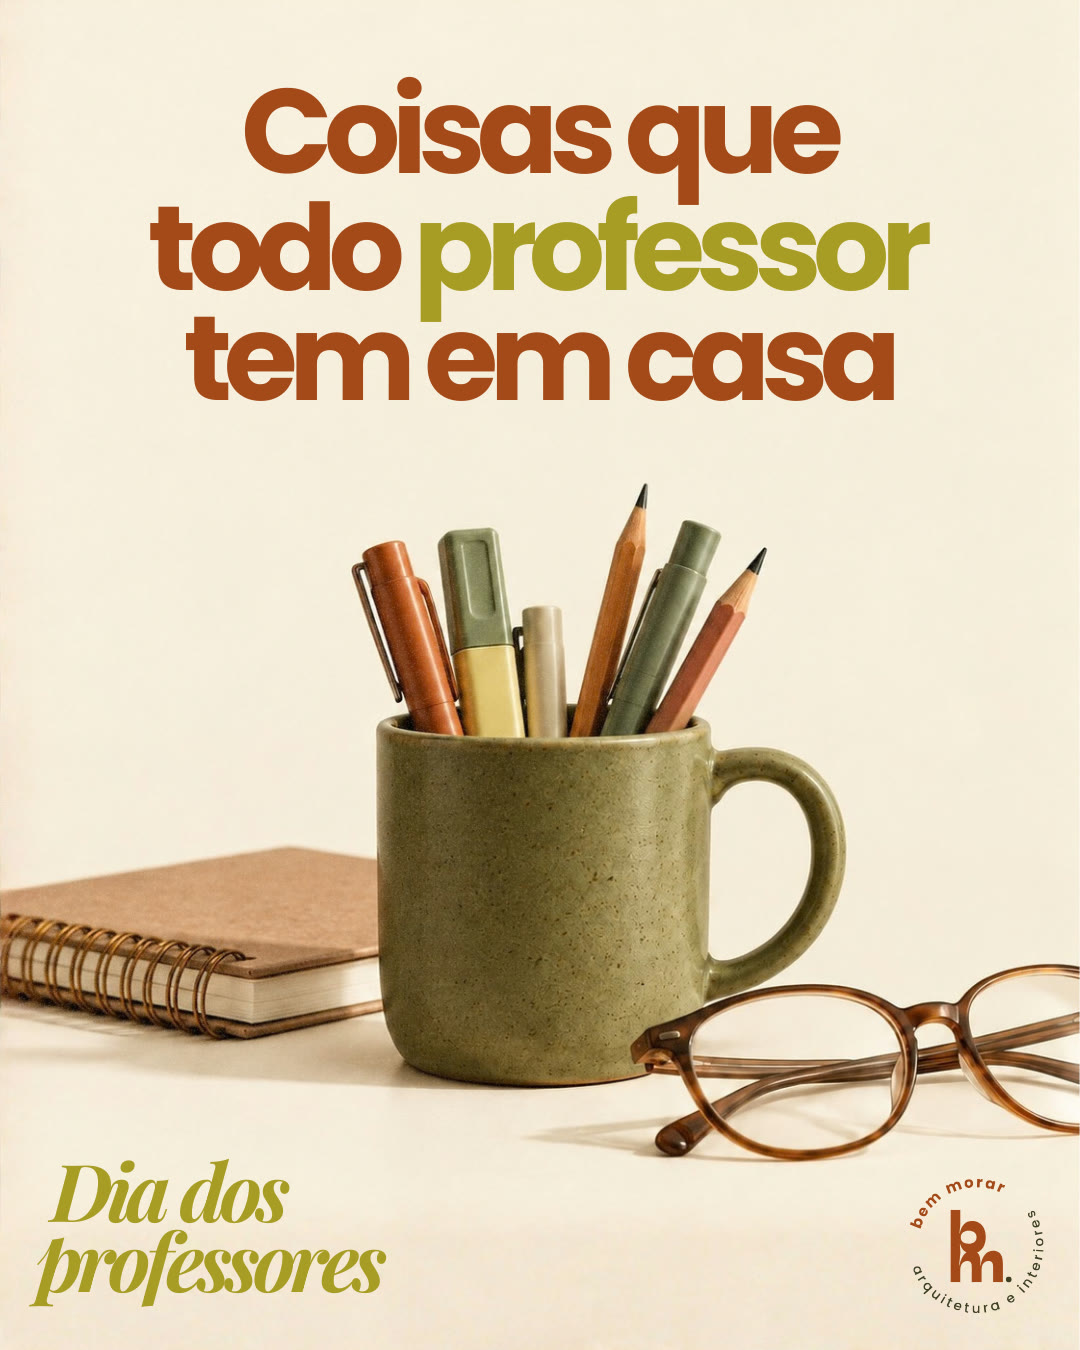 Coisas que
todo professor
tem em casa
Dia dos
professores
bem morar
bm.
arquitetura e interiores